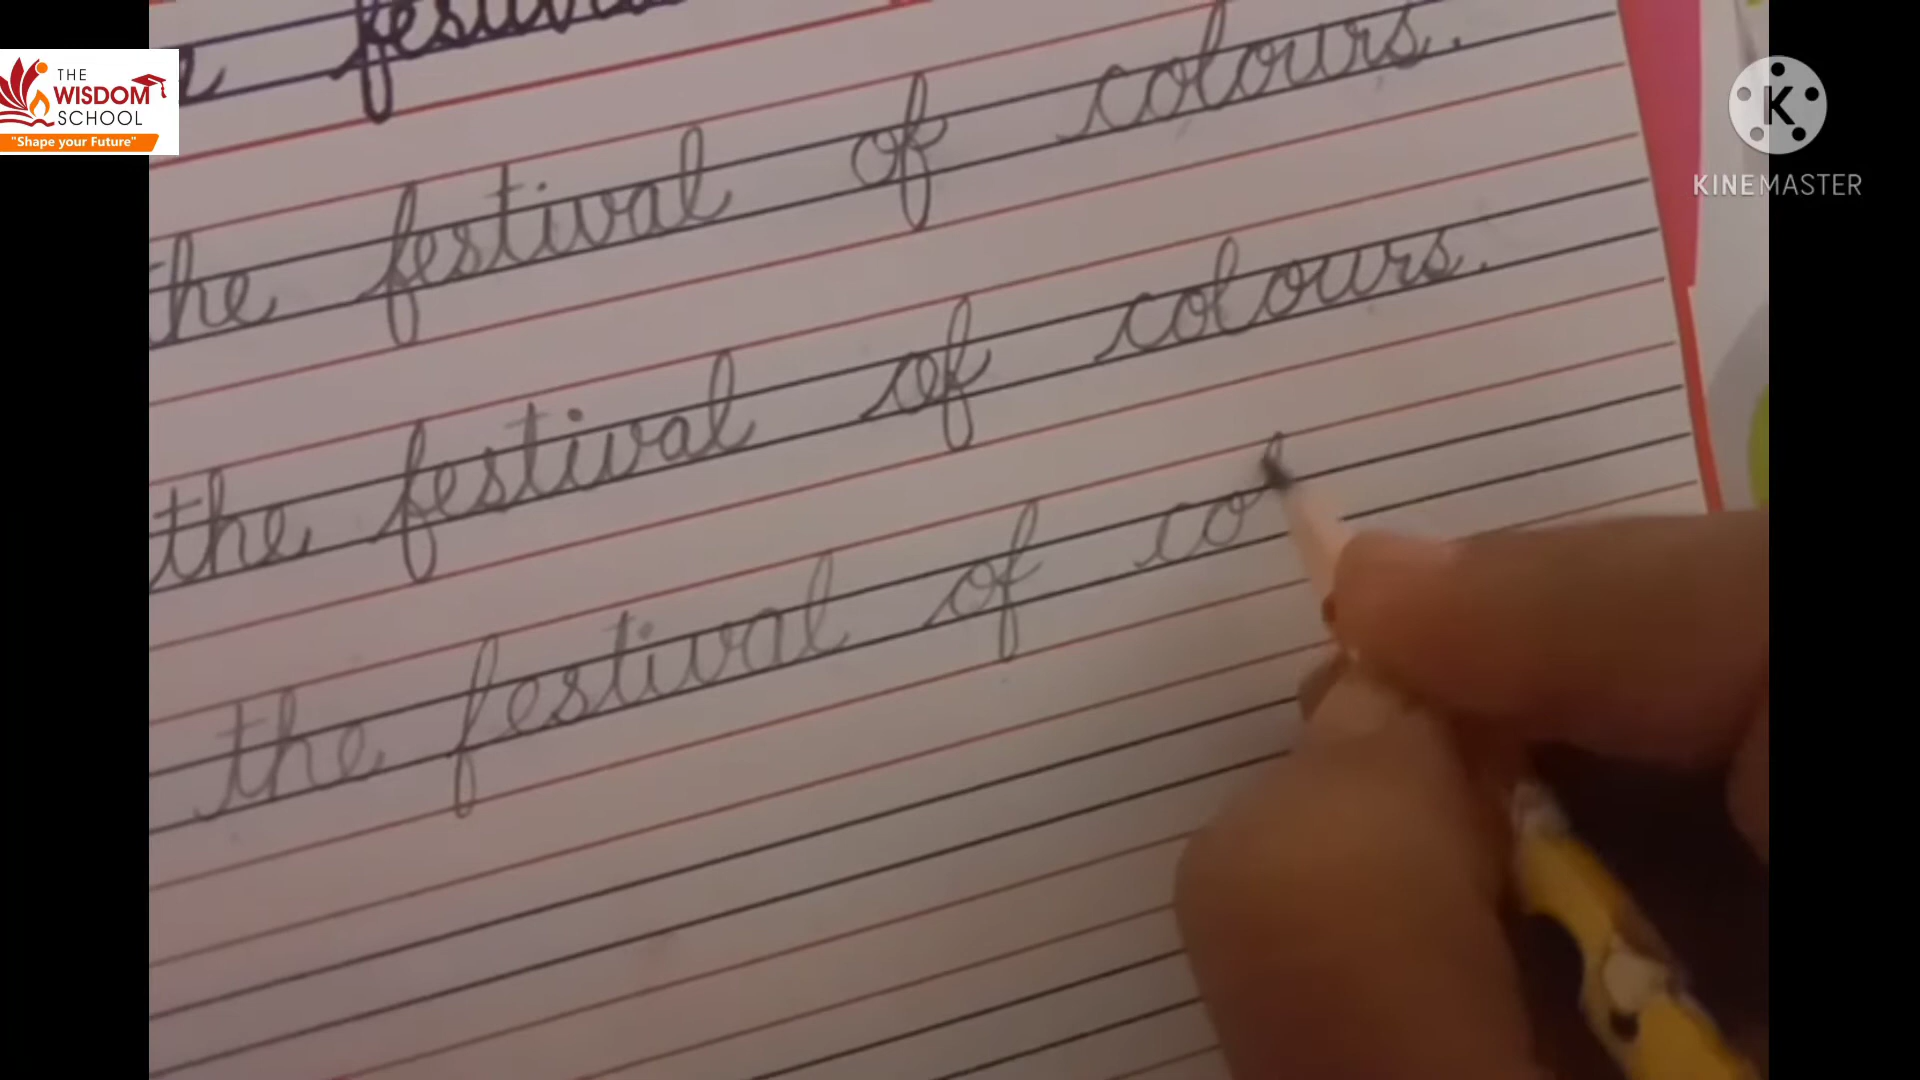 THE
WISDOM
SCHOOL
"Shape your Future"
KINEMASTER
the festival of colours.
the festival of colours.
the festival of co